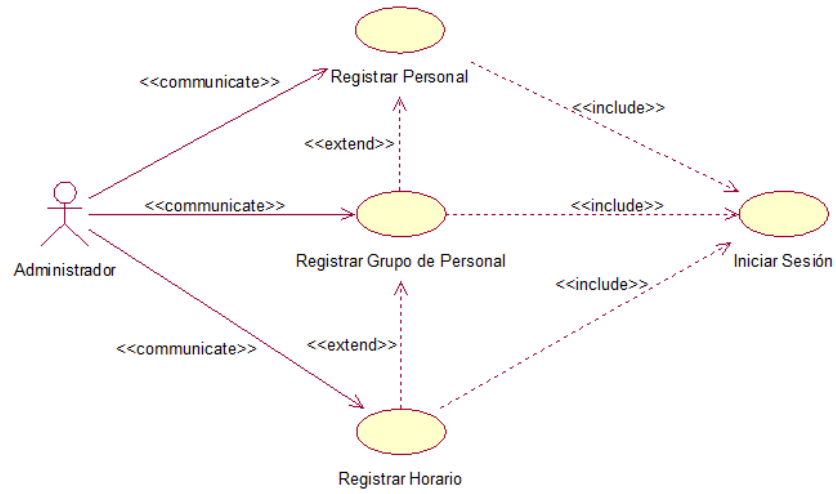 <<communicate>>
Registrar Personal
<<include>>
<<extend>>
<<communicate>>
<<include>>
Administrador
Registrar Grupo de Personal
Iniciar Sesión
<<include>>
<<communicate>>
<<extend>>
Registrar Horario